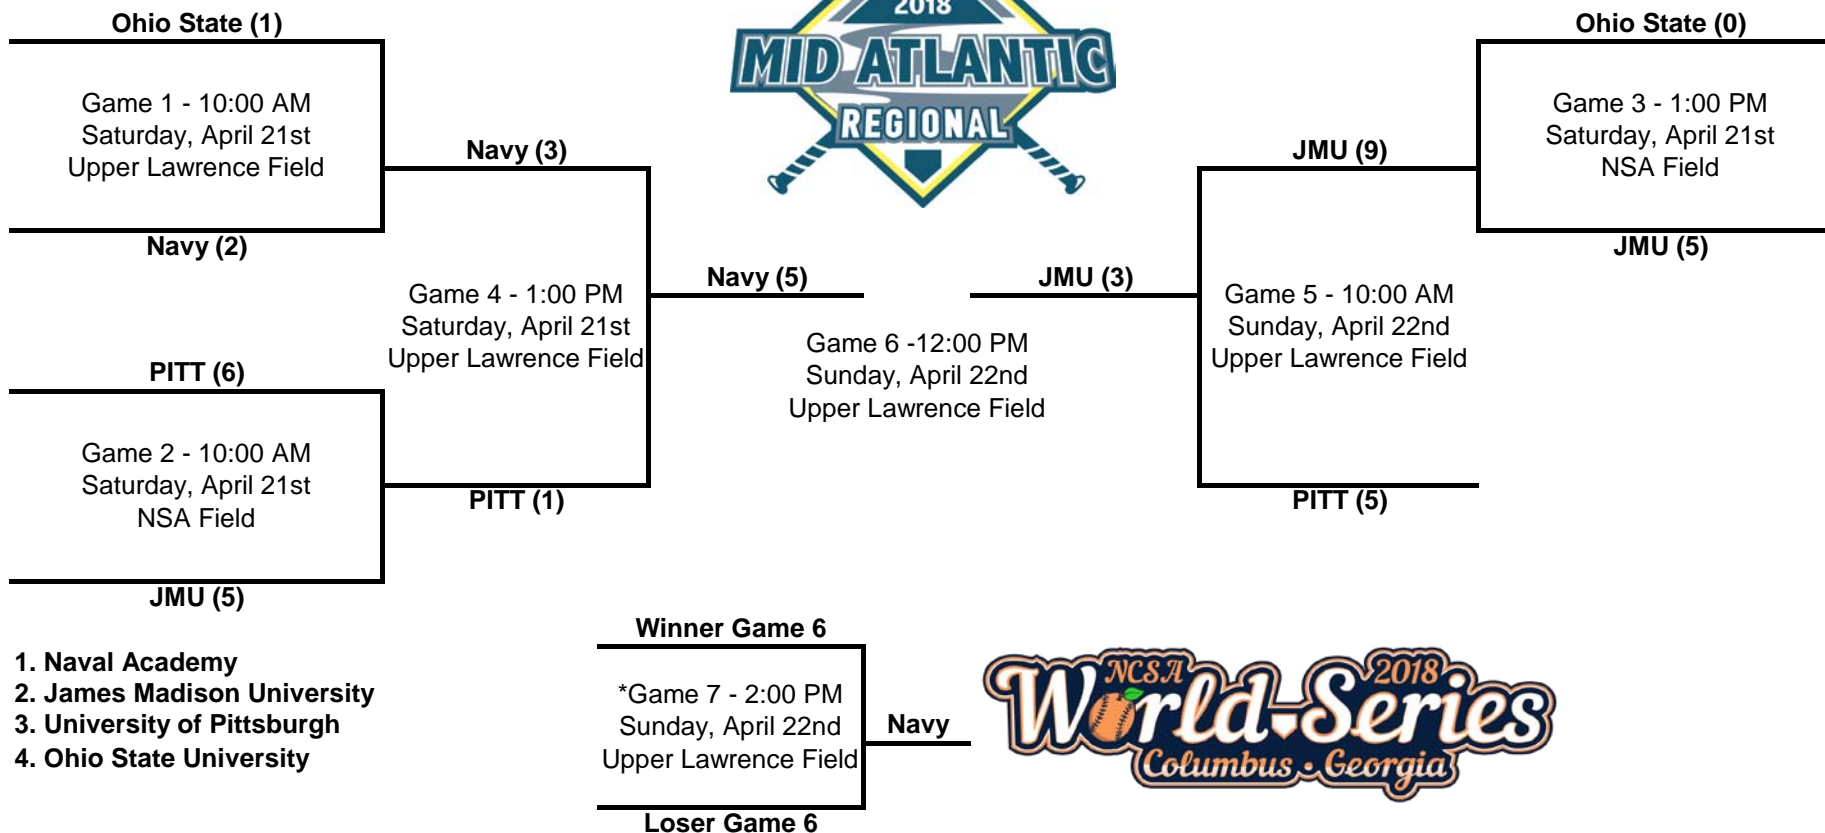 2018
MID ATLANTIC
REGIONAL
Ohio State (1)
Game 1 - 10:00 AM
Saturday, April 21st
Upper Lawrence Field
Navy (2)
PITT (6)
Game 2 - 10:00 AM
Saturday, April 21st
NSA Field
JMU (5)
Navy (3)
Game 4 - 1:00 PM
Saturday, April 21st
Upper Lawrence Field
PITT (1)
Navy (5)
JMU (3)
Game 6 -12:00 PM
Sunday, April 22nd
Upper Lawrence Field
JMU (9)
Game 5 - 10:00 AM
Sunday, April 22nd
Upper Lawrence Field
PITT (5)
Ohio State (0)
Game 3 - 1:00 PM
Saturday, April 21st
NSA Field
JMU (5)
1. Naval Academy
2. James Madison University
3. University of Pittsburgh
4. Ohio State University
Winner Game 6
*Game 7 - 2:00 PM
Sunday, April 22nd
Upper Lawrence Field
Loser Game 6
Navy
NCSA 2018
World Series
Columbus • Georgia